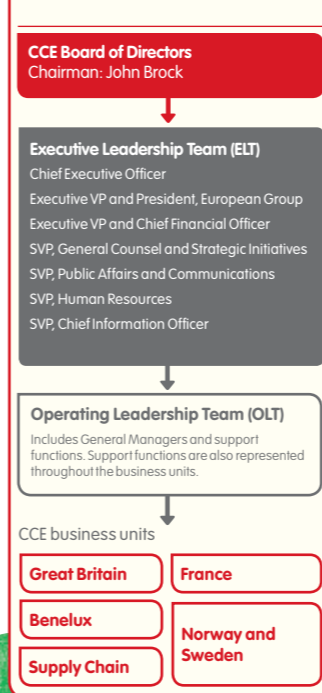 CCE Board of Directors
Chairman: John Brock
Executive Leadership Team (ELT)
Chief Executive Officer
Executive VP and President, European Group
Executive VP and Chief Financial Officer
SVP, General Counsel and Strategic Initiatives
SVP, Public Affairs and Communications
SVP, Human Resources
SVP, Chief Information Officer
Operating Leadership Team (OLT)
Includes General Managers and support
functions. Support functions are also represented
throughout the business units.
CCE business units
Great Britain
France
Benelux
Norway and
Sweden
Supply Chain